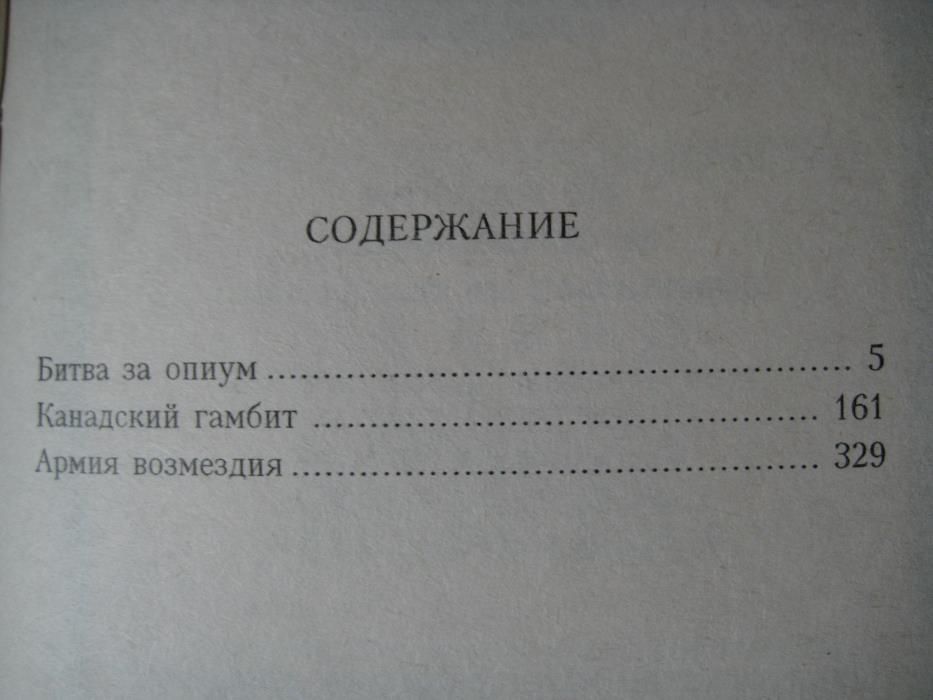 СОДЕРЖАНИЕ
Битва за опиум ..................................................... 5
Канадский гамбит ............................................. 161
Армия возмездия ............................................... 329